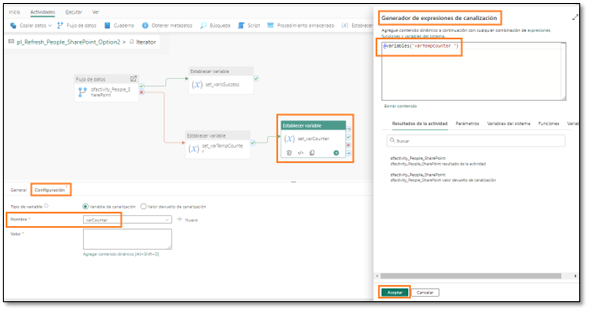 Inicio Actividades Ejecutar Ver
Copiar datos Flujo de datos Cuaderno Obtener metadatos Búsqueda Script Procedimiento almacenado Establecer
pl_Refresh_People_SharePoint_Option2 > Iterator
Flujo de datos
dfactivity_People_S
harePoint
Establecer variable
(X) set_varIsSuccess
Establecer variable
(X) set_varTempCounte
r
Establecer variable
(X) set_varCounter
General Configuración
Tipo de variable Variable de canalización Valor devuelto de canalización
Nombre * varCounter Nuevo
Valor *
Agregar contenido dinámico [Alt+Shift+D]
Generador de expresiones de canalización
Agregue contenido dinámico a continuación con cualquier combinación de expresiones,
funciones y variables del sistema.
@variables('varTempCounter ')
Borrar contenido
Resultados de la actividad Parámetros Variables del sistema Funciones Variab
Buscar
dfactivity_People_SharePoint
dfactivity_People_SharePoint resultado de la actividad
dfactivity_People_SharePoint
dfactivity_People_SharePoint valor devuelto de canalización
Aceptar Cancelar